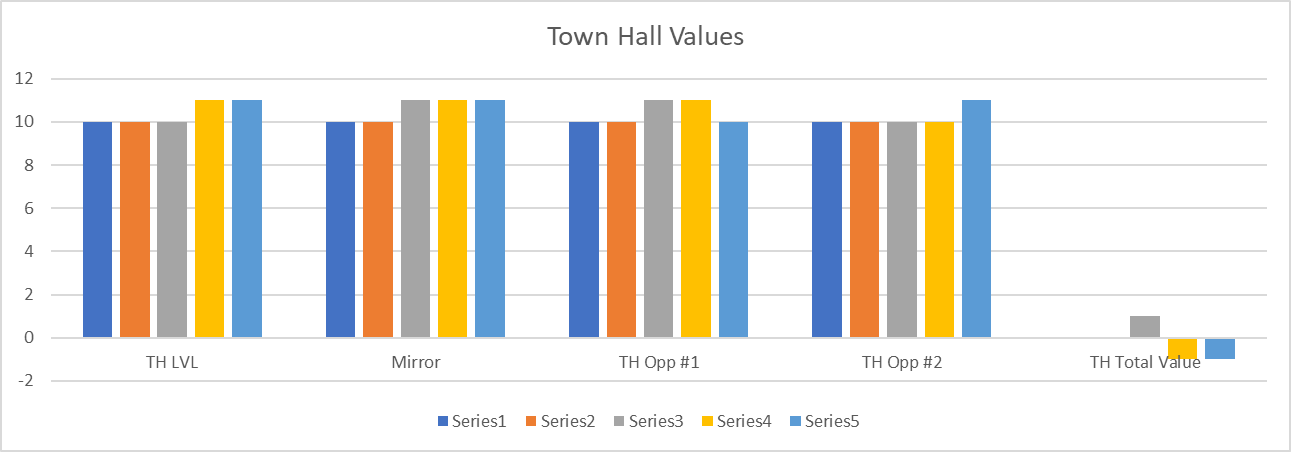 Town Hall Values
12
10
8
6
4
2
0
-2
TH LVL Mirror TH Opp #1 TH Opp #2 TH Total Value
Series1 Series2 Series3 Series4 Series5